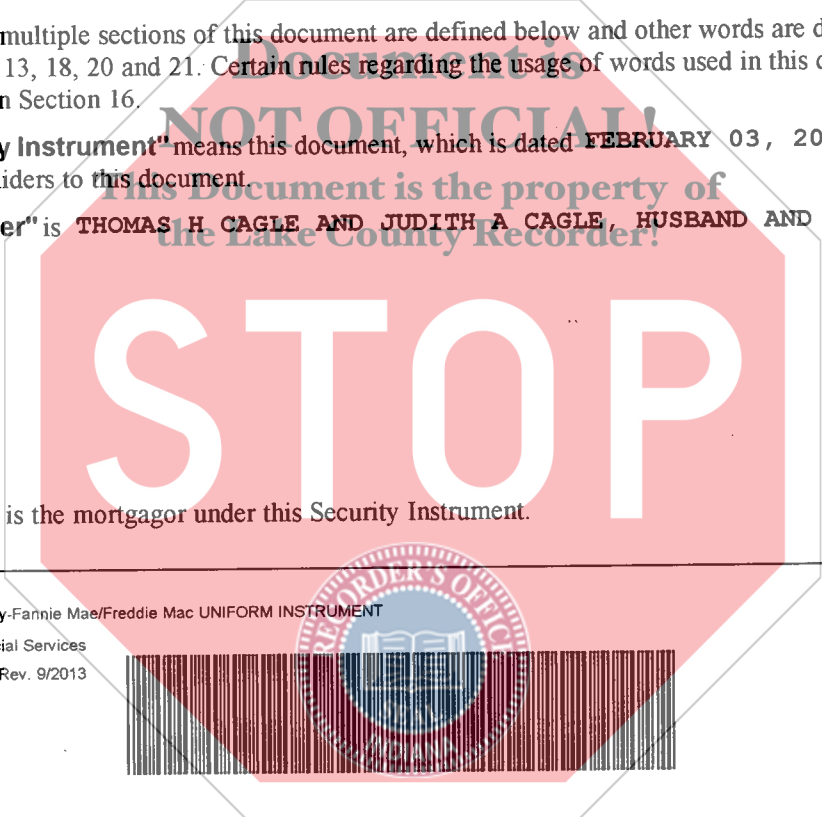 multiple sections of this document are defined below and other words are d
13, 18, 20 and 21. Certain rules regarding the usage of words used in this
n Section 16.
y Instrument" means this document, which is dated FEBRUARY 03, 20
iders to this document.
er" is THOMAS H CAGLE AND JUDITH A CAGLE, HUSBAND AND
Document is
NOT OFFICIAL!
This Document is the property of
the Lake County Recorder!
STOP
is the mortgagor under this Security Instrument.
y-Fannie Mae/Freddie Mac UNIFORM INSTRUMENT
ial Services
Rev. 9/2013
RECORDER'S OFFICE
SEAL
INDIANA